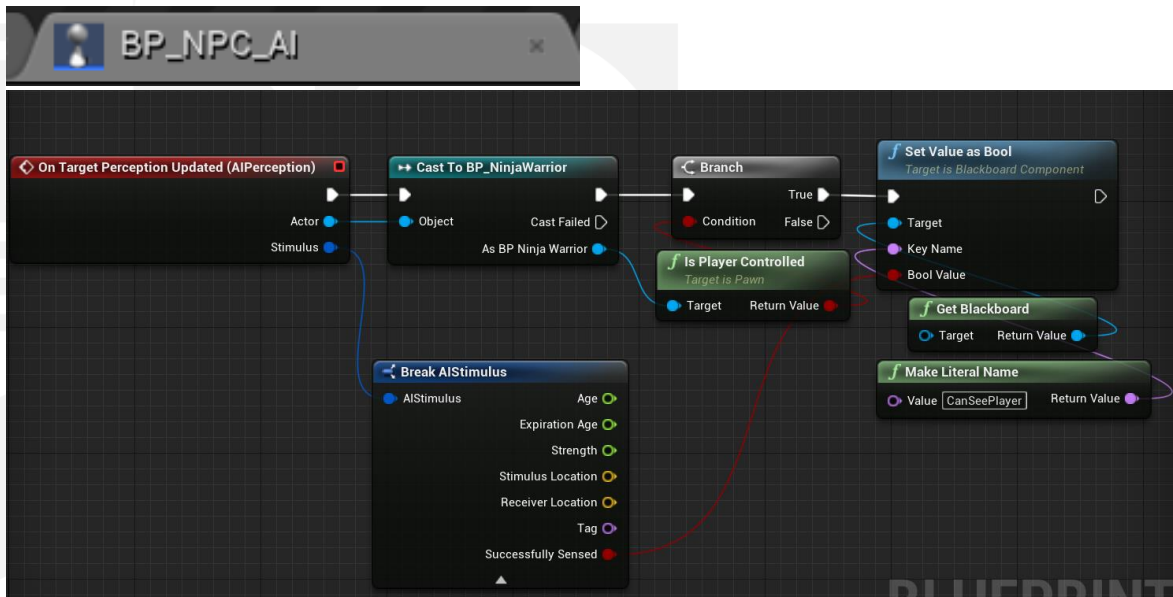 BP_NPC_AI
On Target Perception Updated (AIPerception)
Actor
Stimulus
Cast To BP_NinjaWarrior
Object
Cast Failed
As BP Ninja Warrior
Branch
True
Condition
False
f Is Player Controlled
Target is Pawn
Target
Return Value
f Set Value as Bool
Target is Blackboard Component
Target
Key Name
Bool Value
f Get Blackboard
Target
Return Value
f Make Literal Name
Value CanSeePlayer
Return Value
Break AIStimulus
AIStimulus
Age
Expiration Age
Strength
Stimulus Location
Receiver Location
Tag
Successfully Sensed
BLUEPRINT